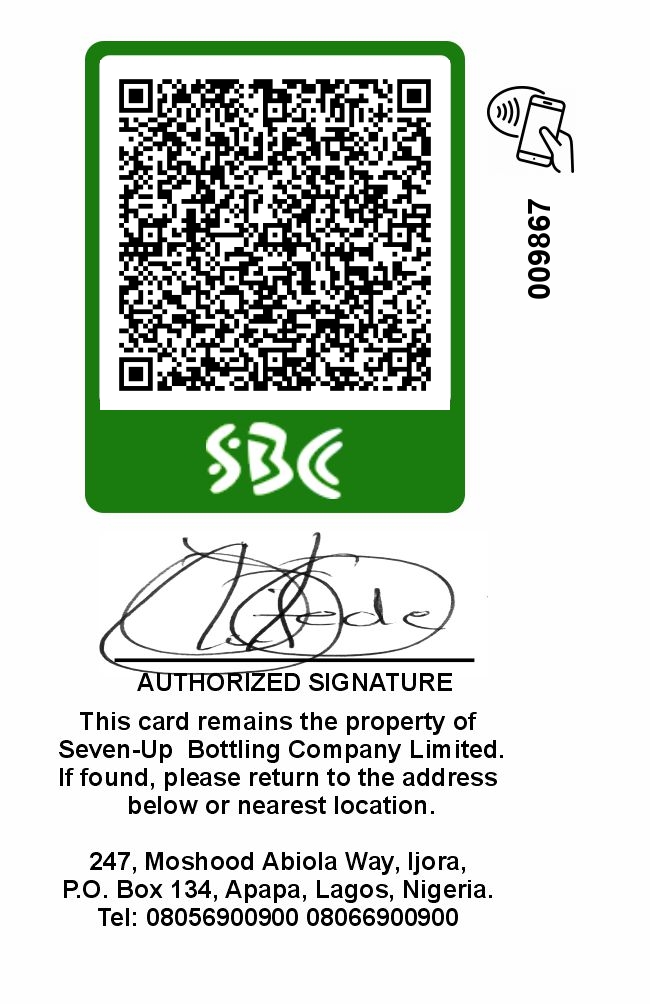 009867
SBC
AUTHORIZED SIGNATURE
This card remains the property of
Seven-Up Bottling Company Limited.
If found, please return to the address
below or nearest location.
247, Moshood Abiola Way, Ijora,
P.O. Box 134, Apapa, Lagos, Nigeria.
Tel: 08056900900 08066900900